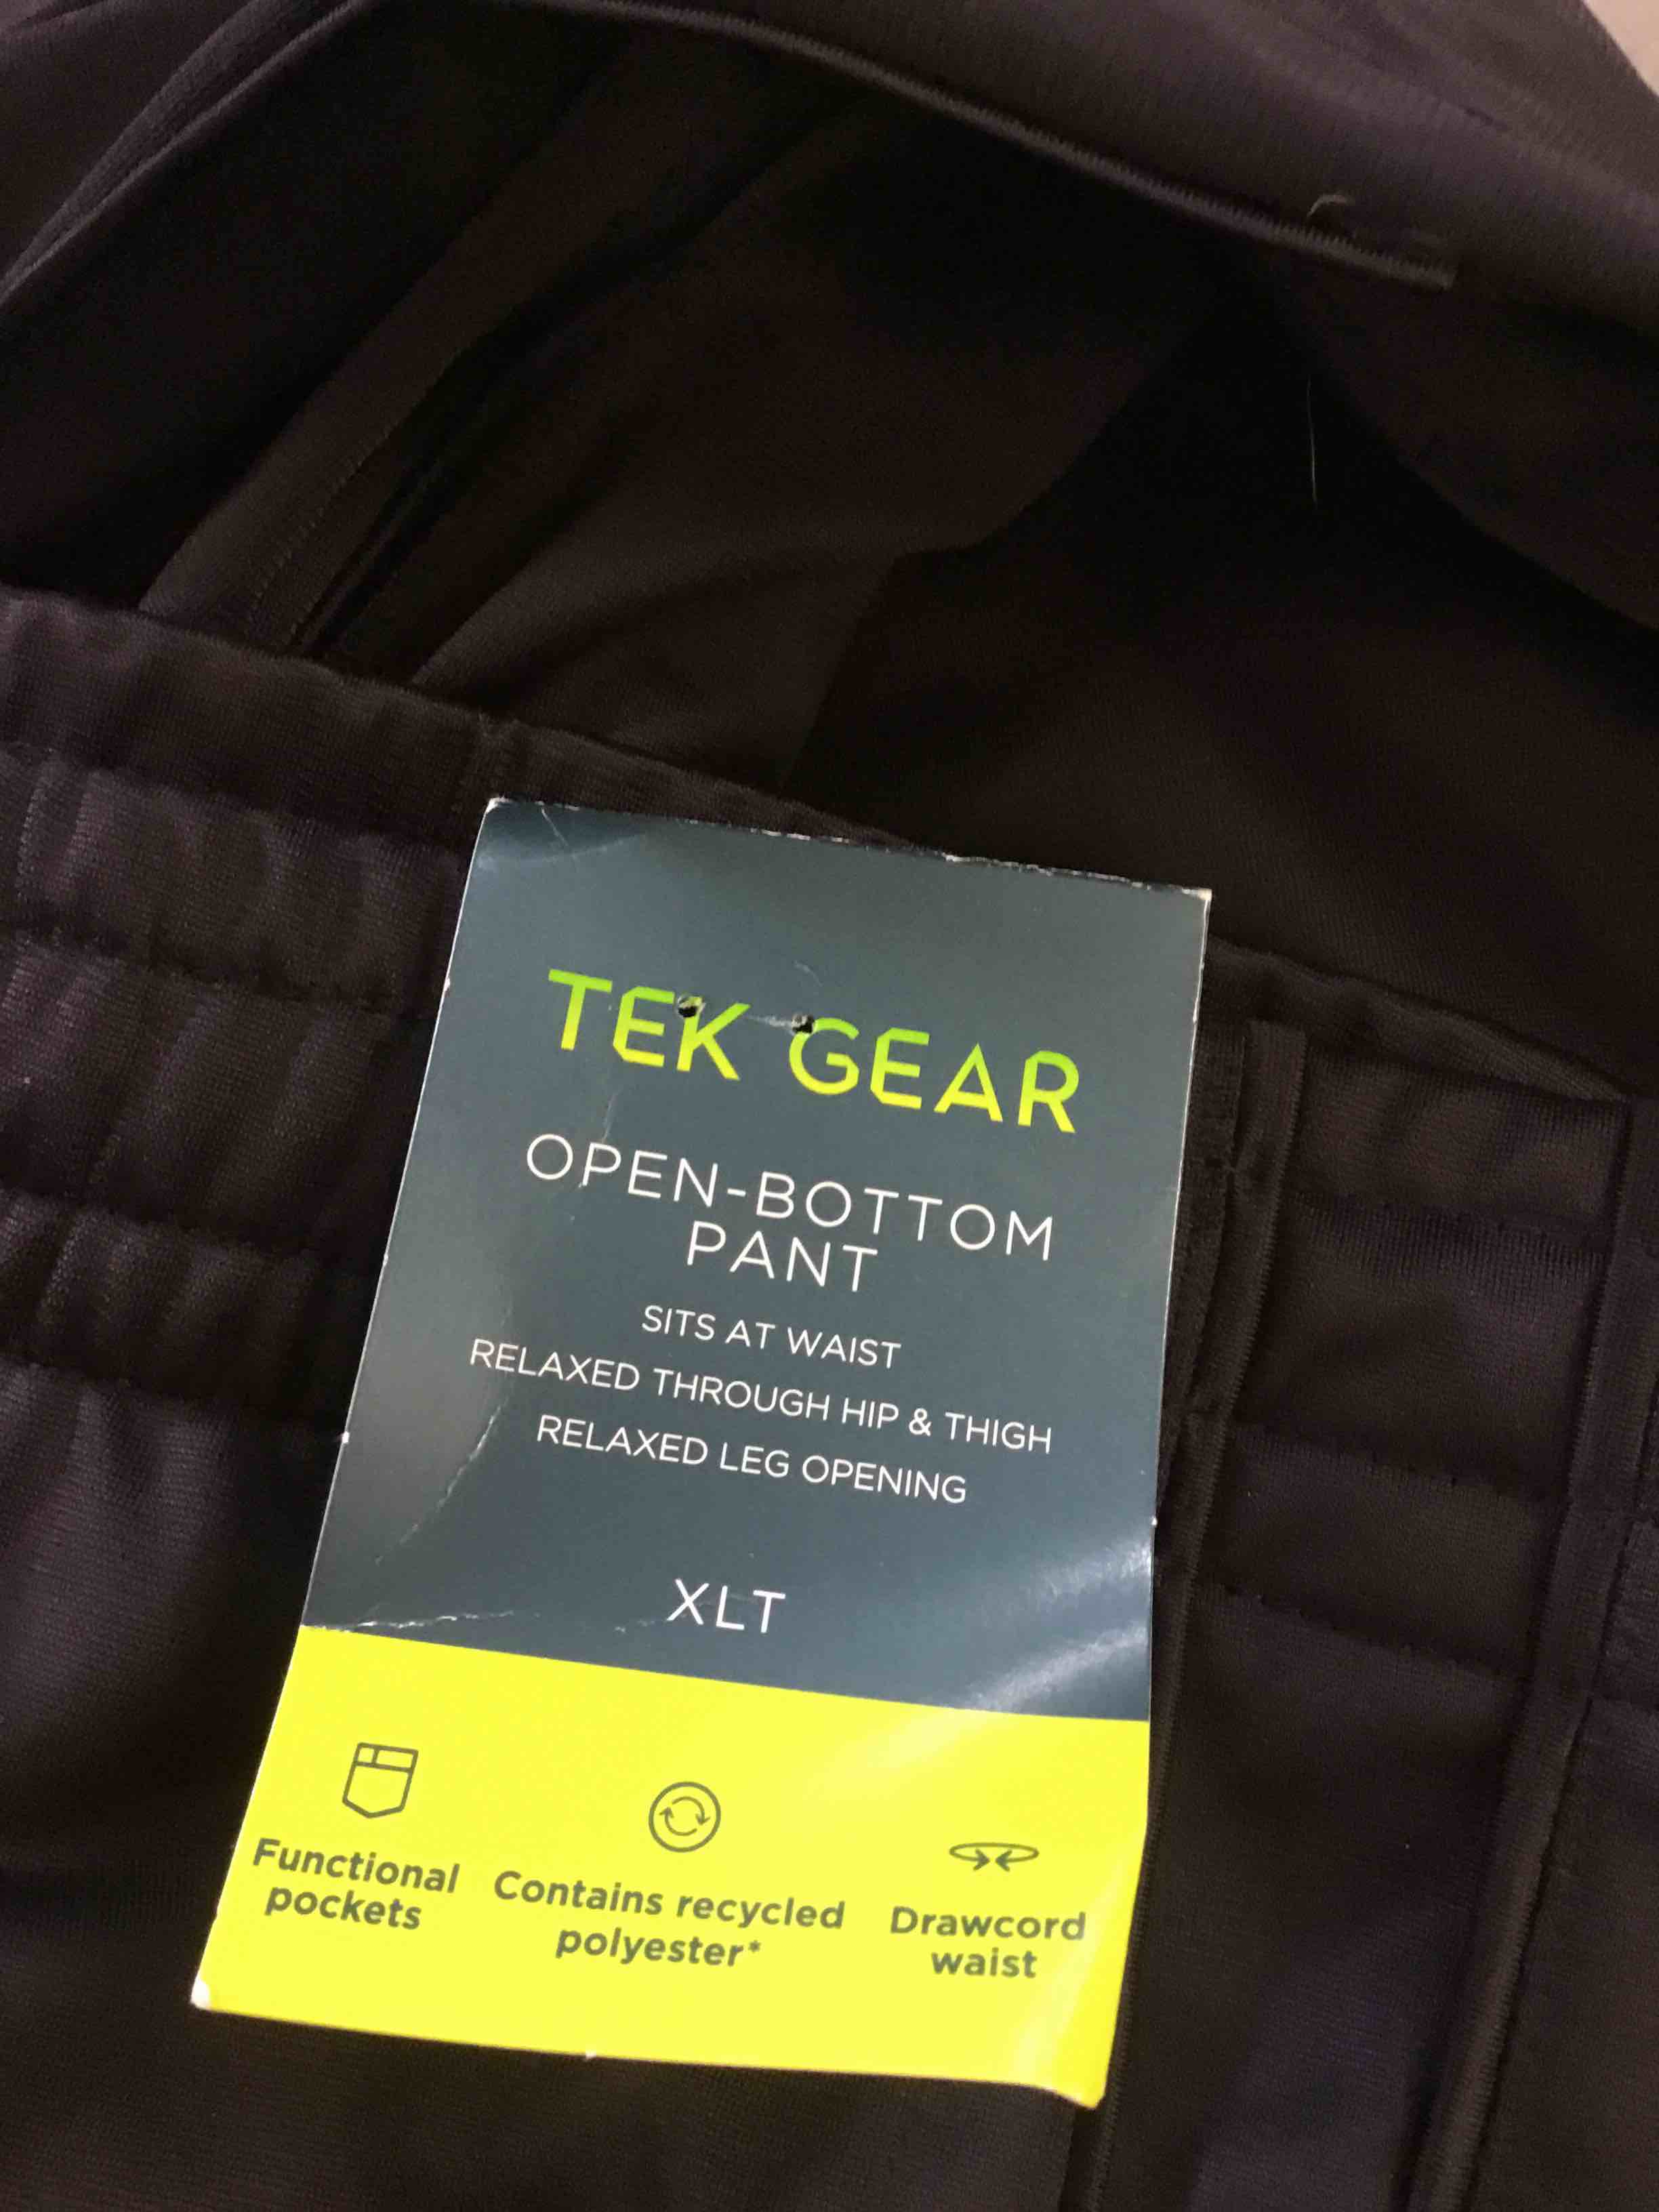 TEK GEAR
OPEN-BOTTOM
PANT
SITS AT WAIST
RELAXED THROUGH HIP & THIGH
RELAXED LEG OPENING
XLT
Functional
pockets
Contains recycled
polyester*
Drawcord
waist